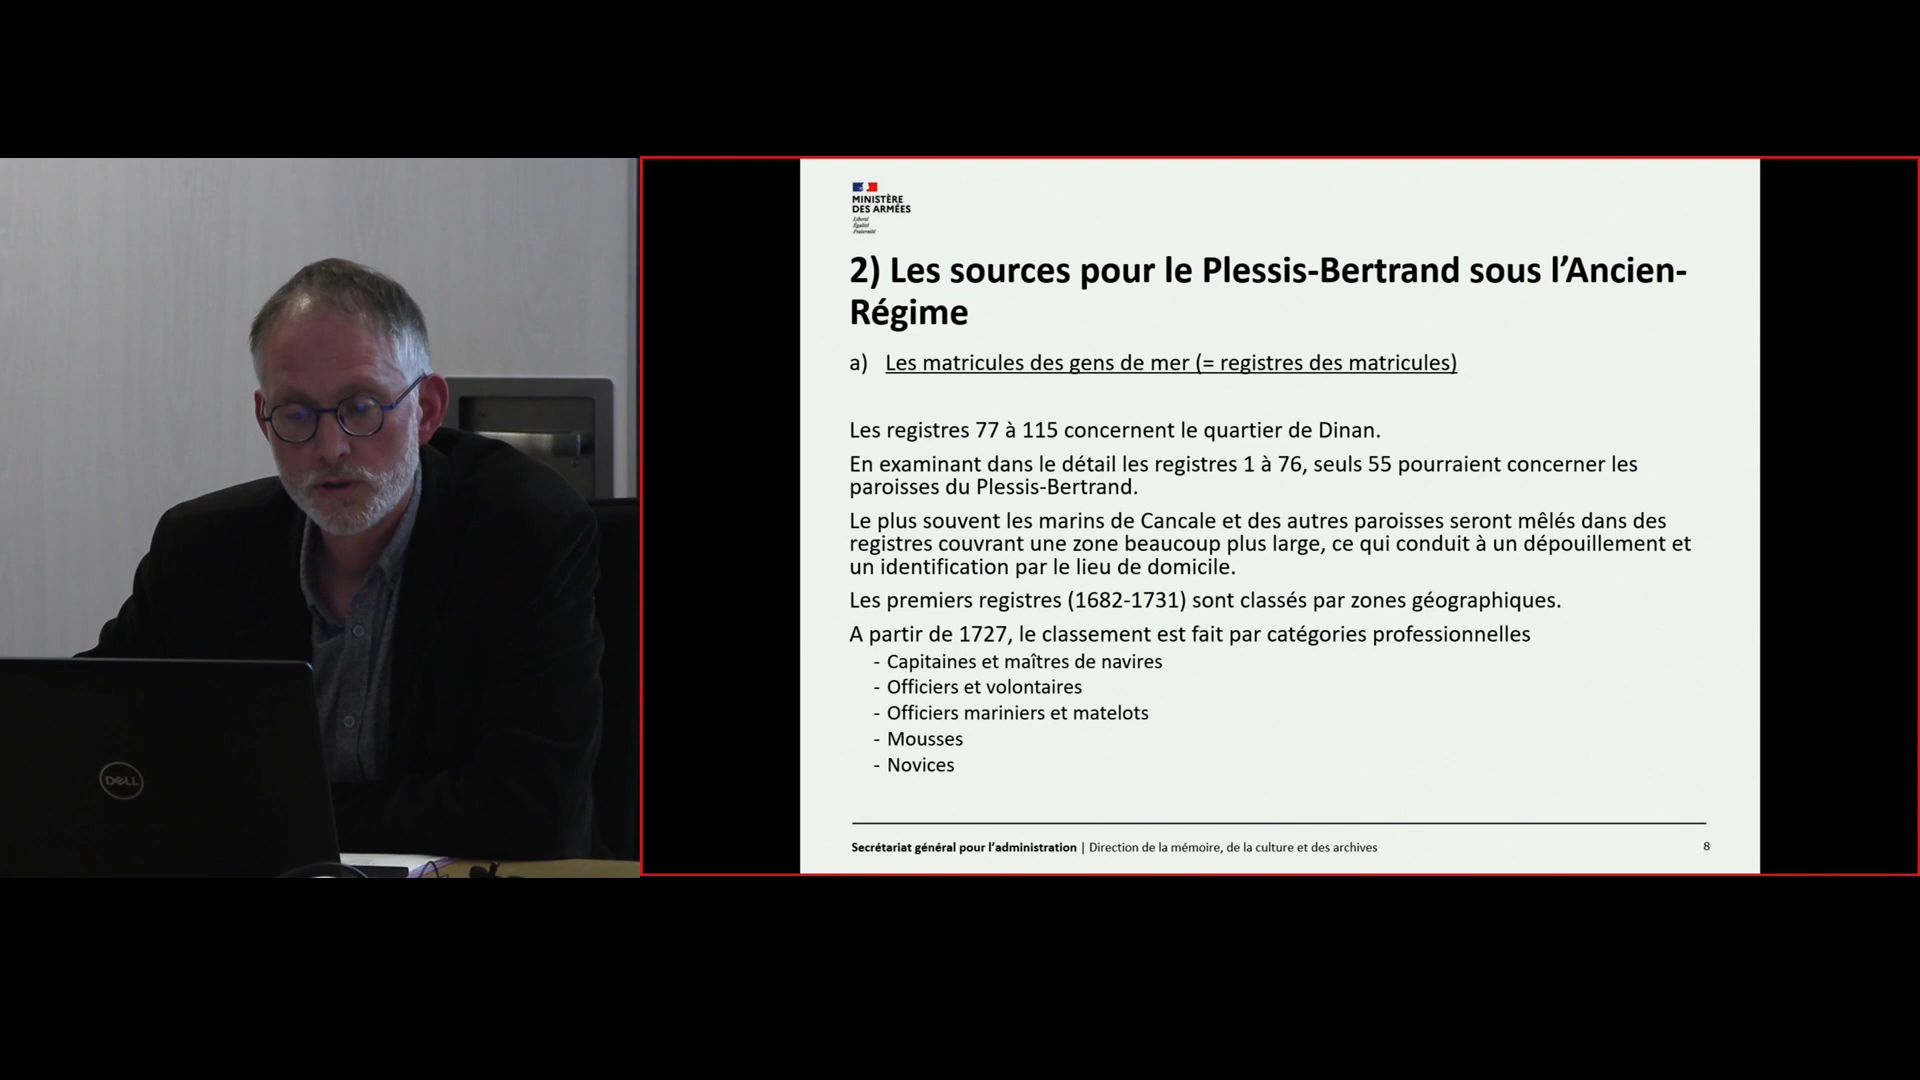 MINISTÈRE
DES ARMÉES
Liberté
Égalité
Fraternité
2) Les sources pour le Plessis-Bertrand sous l’Ancien-
Régime
a) Les matricules des gens de mer (= registres des matricules)
Les registres 77 à 115 concernent le quartier de Dinan.
En examinant dans le détail les registres 1 à 76, seuls 55 pourraient concerner les
paroisses du Plessis-Bertrand.
Le plus souvent les marins de Cancale et des autres paroisses seront mêlés dans des
registres couvrant une zone beaucoup plus large, ce qui conduit à un dépouillement et
un identification par le lieu de domicile.
Les premiers registres (1682-1731) sont classés par zones géographiques.
A partir de 1727, le classement est fait par catégories professionnelles
- Capitaines et maîtres de navires
- Officiers et volontaires
- Officiers mariniers et matelots
- Mousses
- Novices
Secrétariat général pour l’administration | Direction de la mémoire, de la culture et des archives
8
DELL